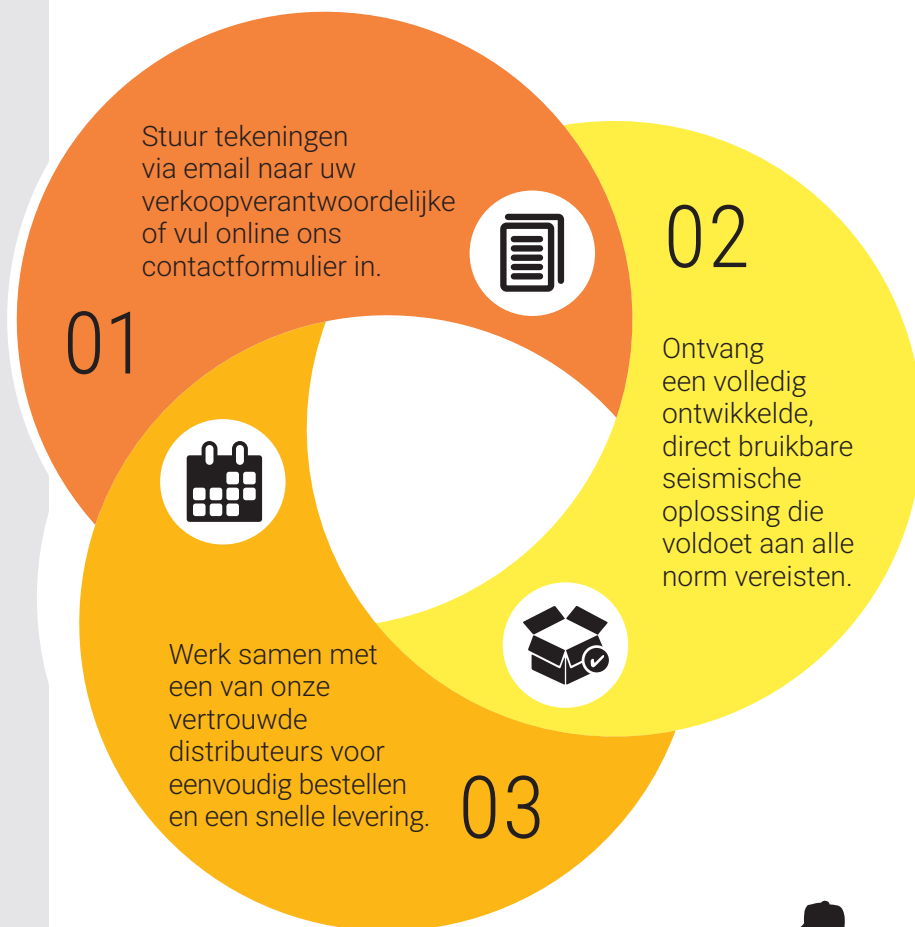 01
Stuur tekeningen
via email naar uw
verkoopverantwoordelijke
of vul online ons
contactformulier in.
02
Ontvang
een volledig
ontwikkelde,
direct bruikbare
seismische
oplossing die
voldoet aan alle
norm vereisten.
03
Werk samen met
een van onze
vertrouwde
distributeurs voor
eenvoudig bestellen
en een snelle levering.